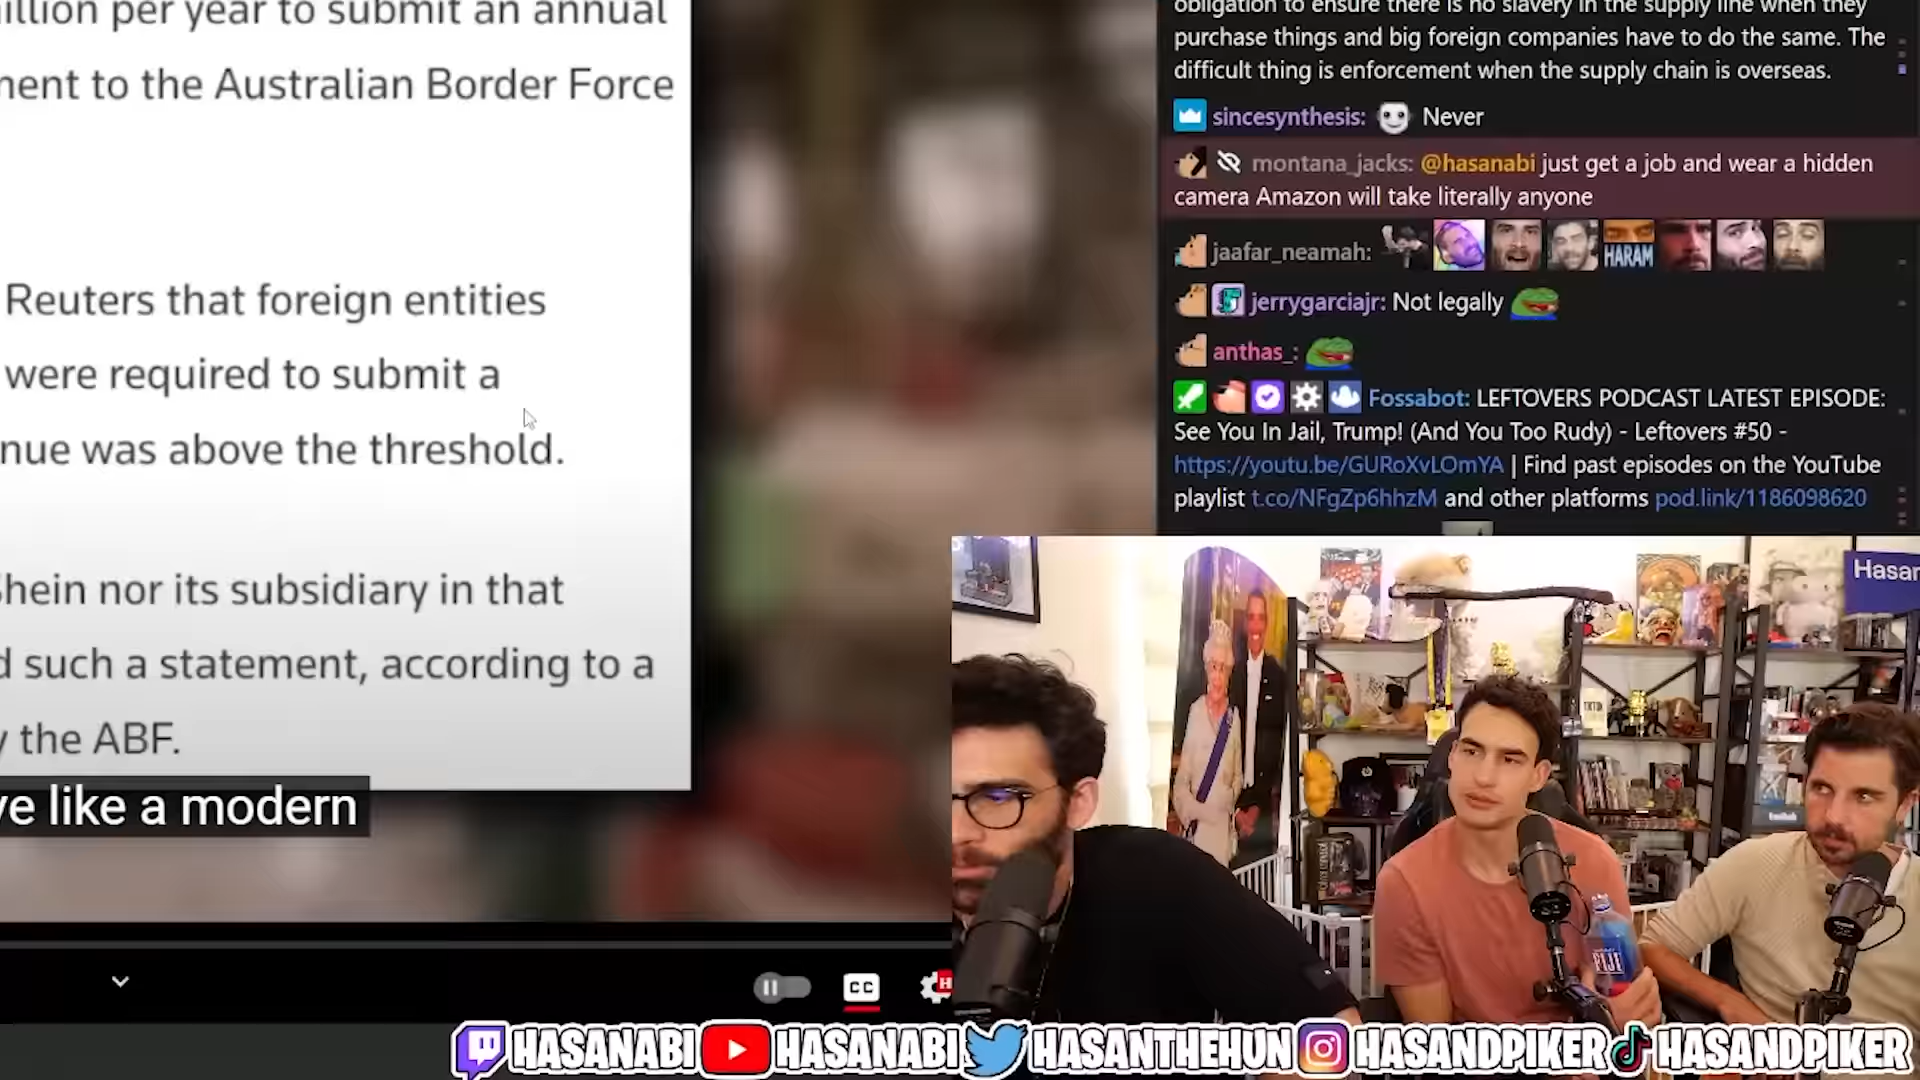 illion per year to submit an annual
ment to the Australian Border Force
Reuters that foreign entities
were required to submit a
nue was above the threshold.
Shein nor its subsidiary in that
d such a statement, according to a
y the ABF.
ve like a modern
CC
obligation to ensure there is no slavery in the supply line when they
purchase things and big foreign companies have to do the same. The
difficult thing is enforcement when the supply chain is overseas.
sincesynthesis: Never
montana_jacks: @hasanabi just get a job and wear a hidden
camera Amazon will take literally anyone
jaafar_neamah:
HARAM
jerrygarciajr: Not legally
anthas_:
Fossabot: LEFTOVERS PODCAST LATEST EPISODE:
See You In Jail, Trump! (And You Too Rudy) - Leftovers #50 -
https://youtu.be/GURoXvLOmYA | Find past episodes on the YouTube
playlist t.co/NFgZp6hhzM and other platforms pod.link/1186098620
Hasan
FIJI
H
HASANABI HASANABI HASANTHEHUN HASANDPIKER HASANDPIKER